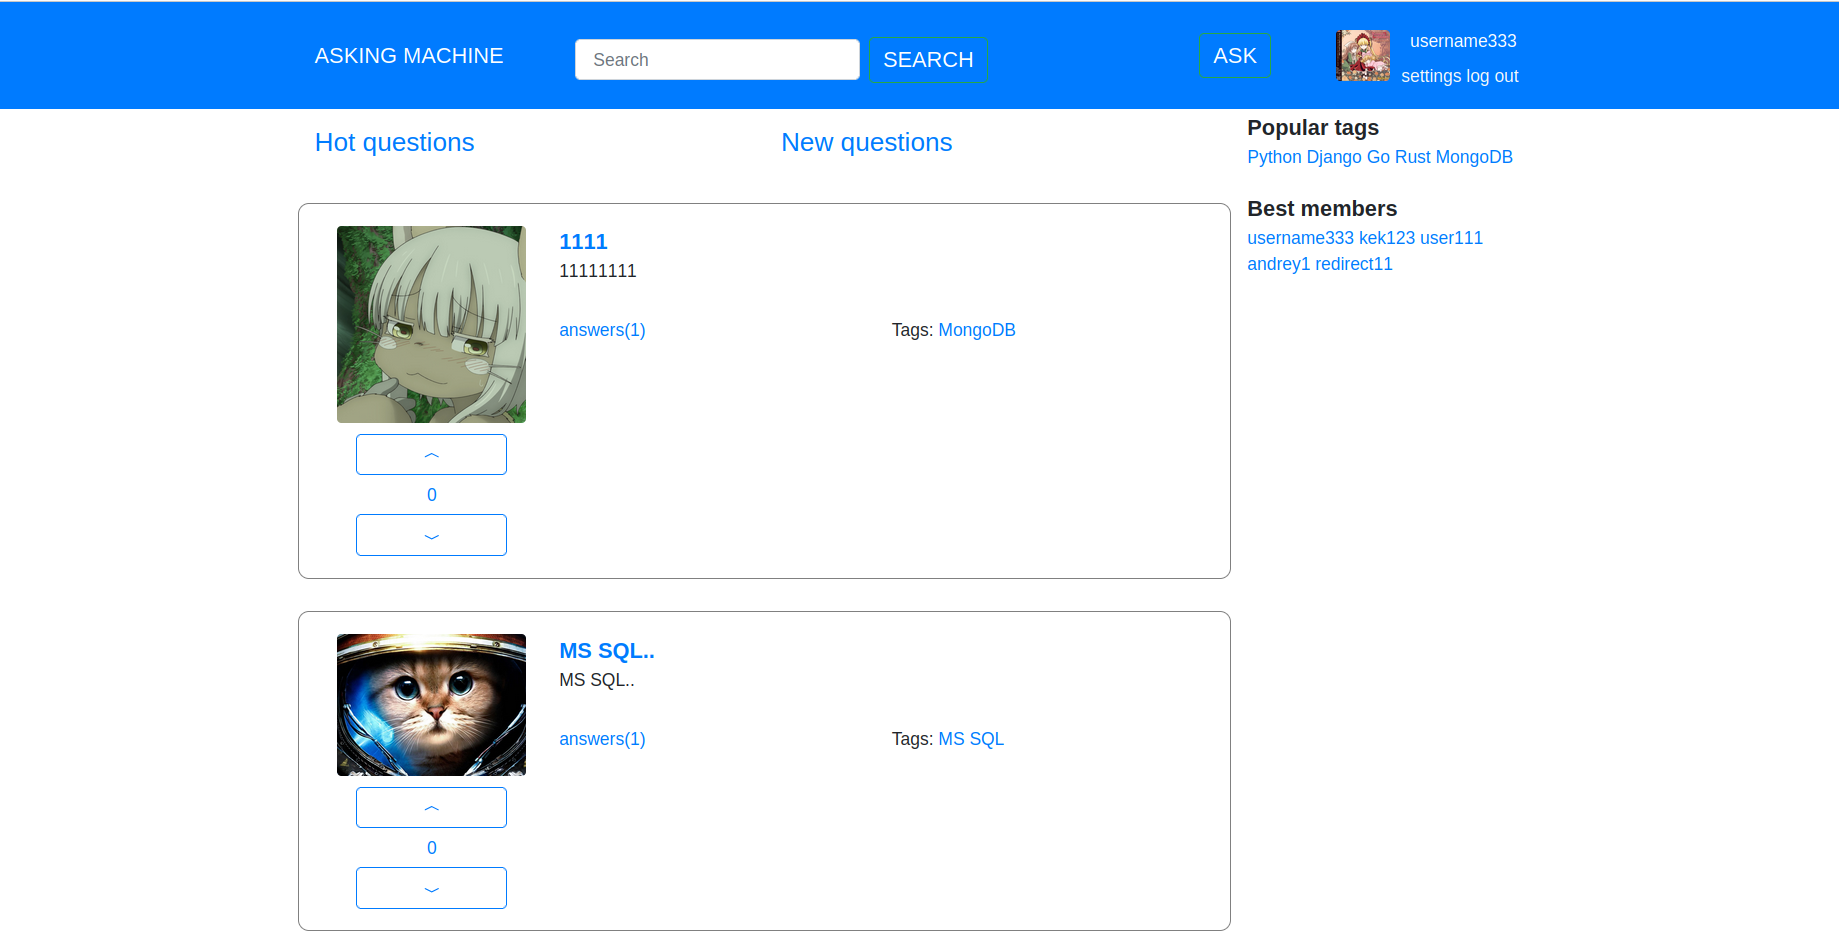 ASKING MACHINE
Search
SEARCH
ASK
username333
settings log out
Hot questions
New questions
Popular tags
Python Django Go Rust MongoDB
Best members
username333 kek123 user111
andrey1 redirect11
1111
11111111
answers(1)
Tags: MongoDB
0
MS SQL..
MS SQL..
answers(1)
Tags: MS SQL
0